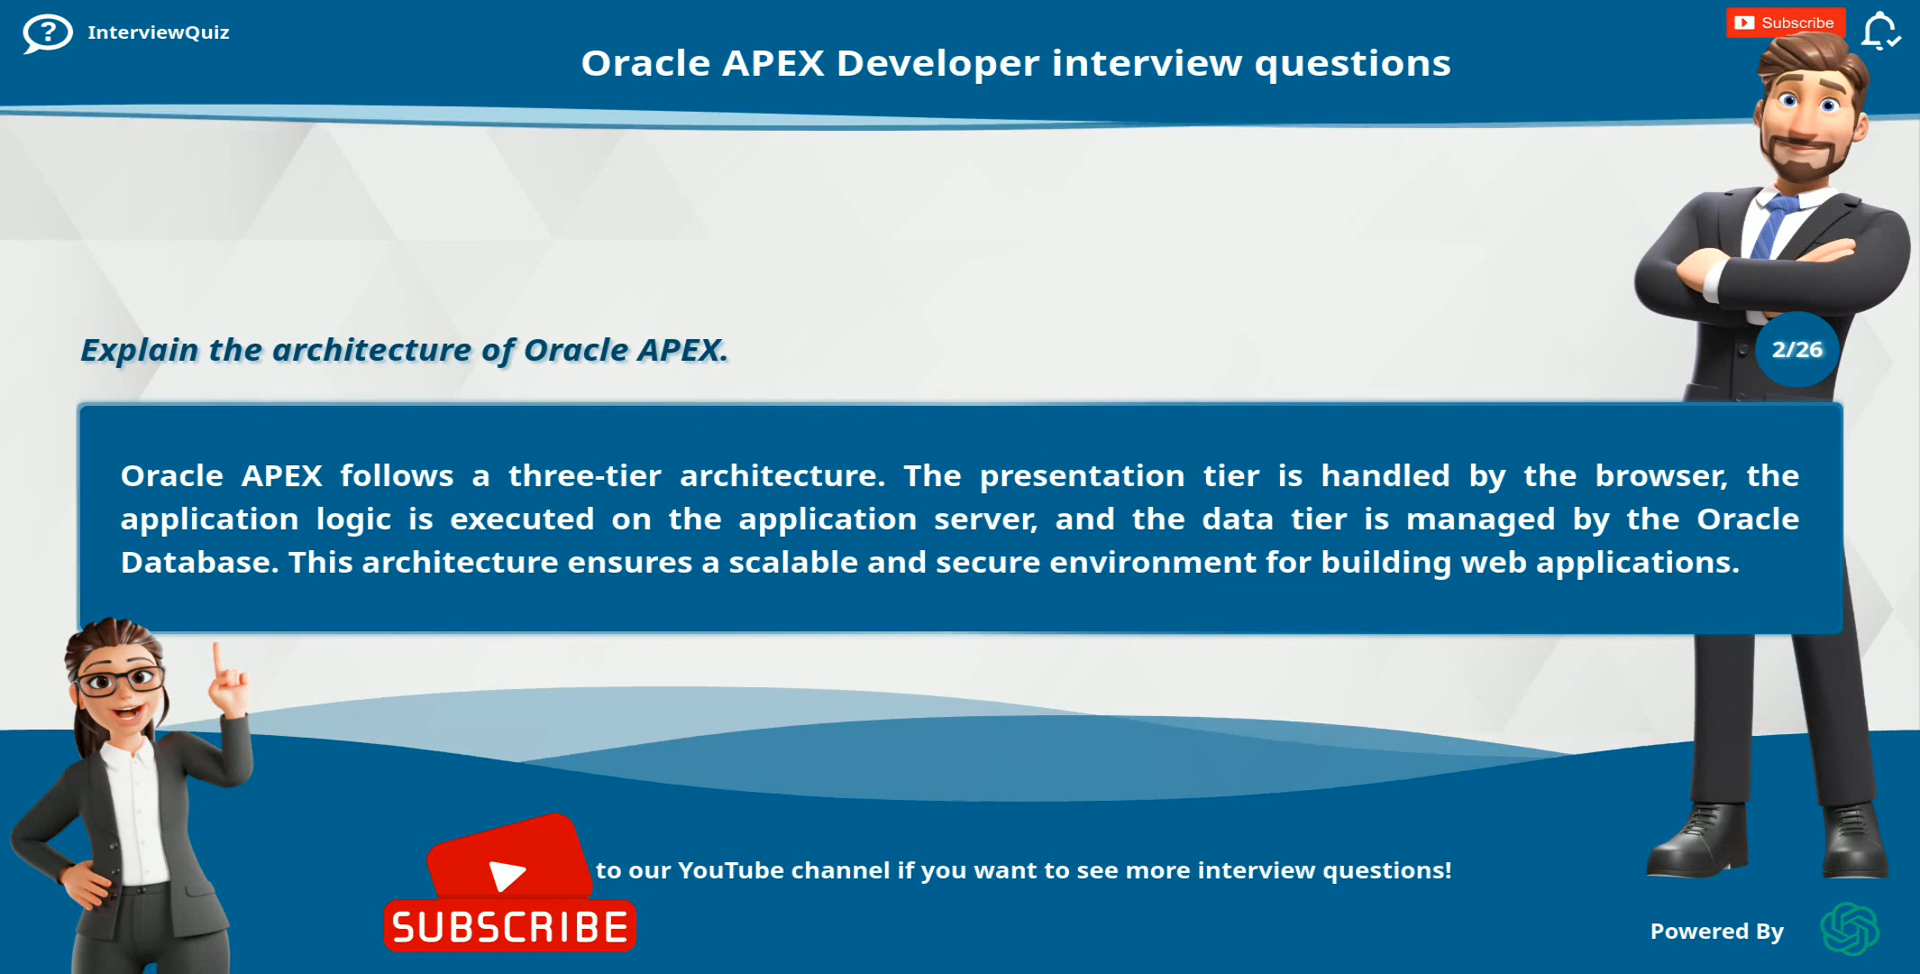 InterviewQuiz
Subscribe
Oracle APEX Developer interview questions
Explain the architecture of Oracle APEX.
2/26
Oracle APEX follows a three-tier architecture. The presentation tier is handled by the browser, the
application logic is executed on the application server, and the data tier is managed by the Oracle
Database. This architecture ensures a scalable and secure environment for building web applications.
to our YouTube channel if you want to see more interview questions!
SUBSCRIBE
Powered By